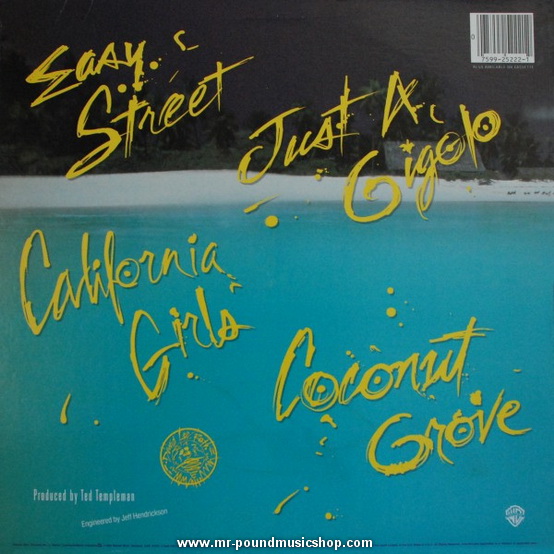 Easy
Street
Just A
Gigolo
California
Girls
Coconut
Grove
0
7599-25222-1
Produced by Ted Templeman
Engineered by Jeff Hendrickson
www.mr-poundmusicshop.com